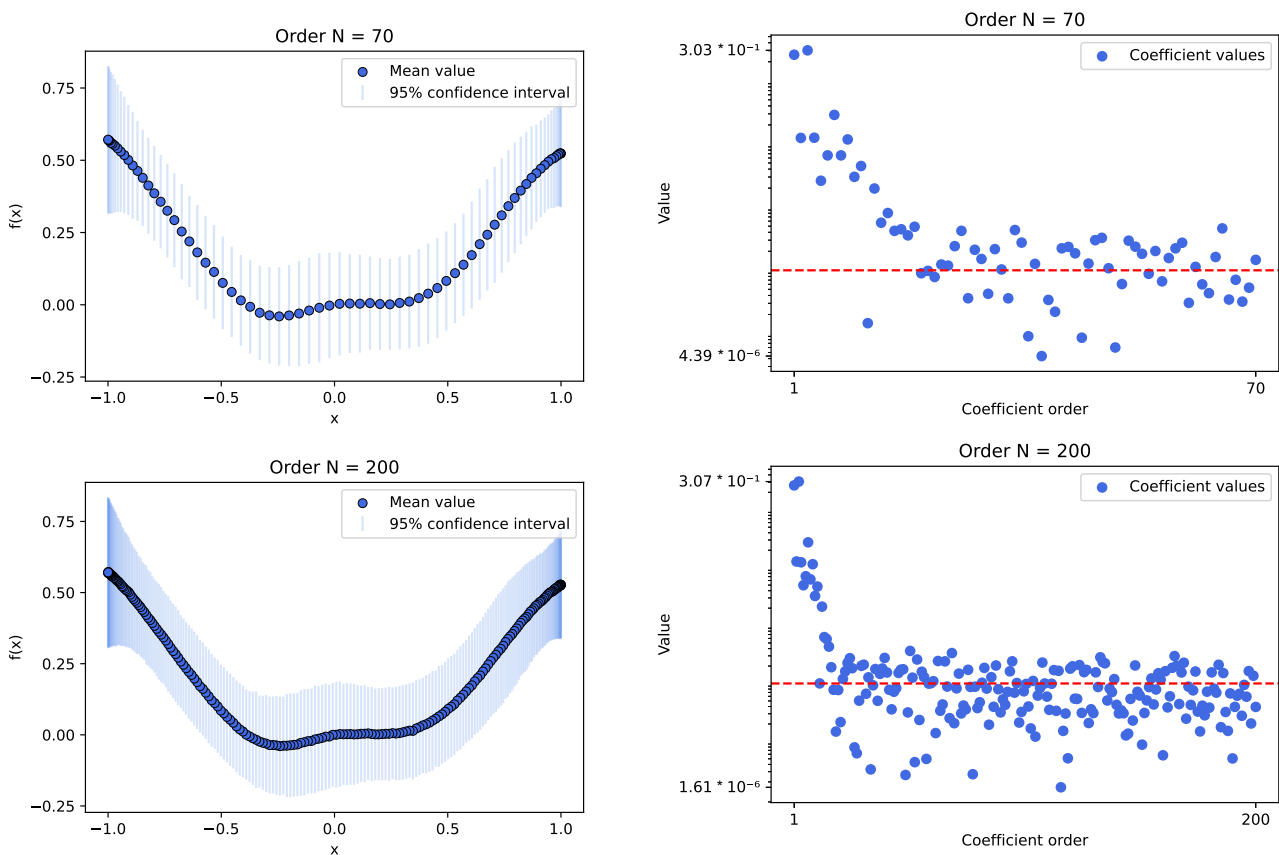 Order N = 70
0.75
0.50
0.25
0.00
−0.25
f(x)
−1.0
−0.5
0.0
0.5
1.0
x
Mean value
95% confidence interval
Order N = 70
3.03 * 10⁻¹
4.39 * 10⁻⁶
Value
1
70
Coefficient order
Coefficient values
Order N = 200
0.75
0.50
0.25
0.00
−0.25
f(x)
−1.0
−0.5
0.0
0.5
1.0
x
Mean value
95% confidence interval
Order N = 200
3.07 * 10⁻¹
1.61 * 10⁻⁶
Value
1
200
Coefficient order
Coefficient values